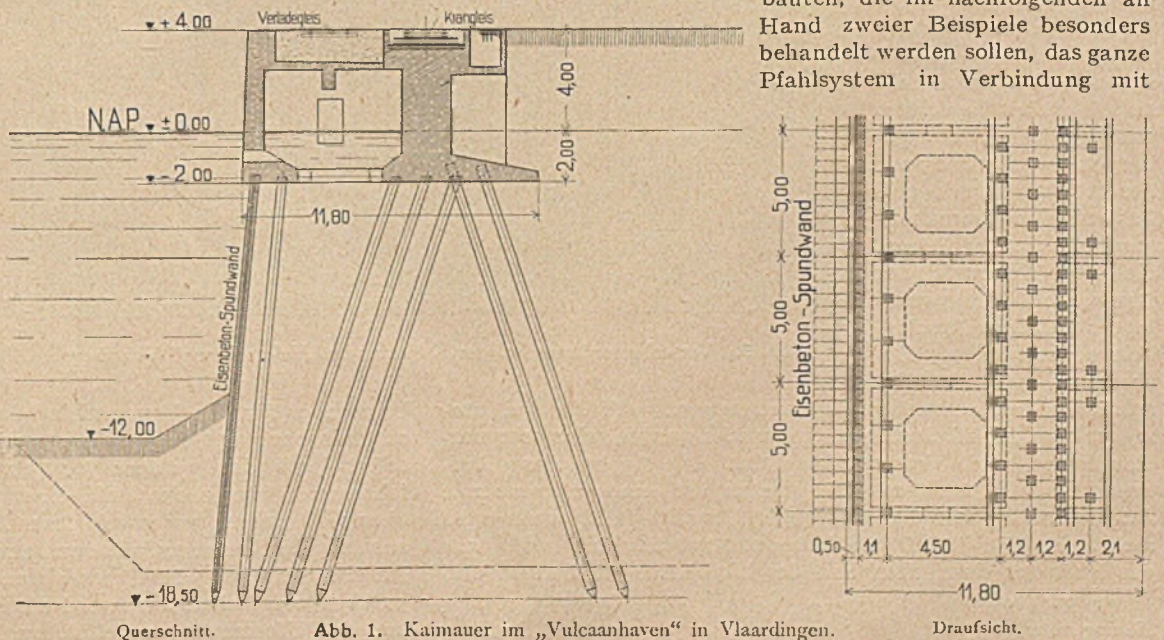 bauten, die im nachfolgenden an
Hand zweier Beispiele besonders
behandelt werden sollen, das ganze
Pfahlsystem in Verbindung mit
+ 4.00
Verladegleis
Krangleis
4,00
N.A.P. ± 0.00
- 2.00
2,00
11,80
Eisenbeton-Spundwand
-12,00
-18,50
5,00
5,00
5,00
Eisenbeton-Spundwand
0,50
1,1
4,50
1,2
1,2
1,2
2,1
11,80
Querschnitt.
Abb. 1. Kaimauer im „Vulcaanhaven“ in Vlaardingen.
Draufsicht.